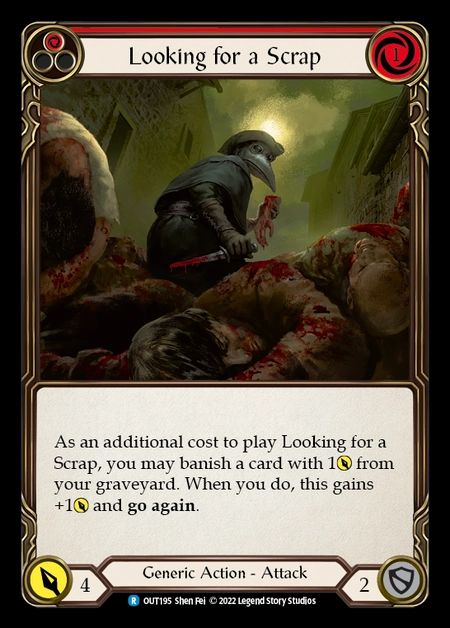 Looking for a Scrap
1
As an additional cost to play Looking for a
Scrap, you may banish a card with 1 from
your graveyard. When you do, this gains
+1 and go again.
4
Generic Action - Attack
2
R OUT195 Shen Fei © 2022 Legend Story Studios